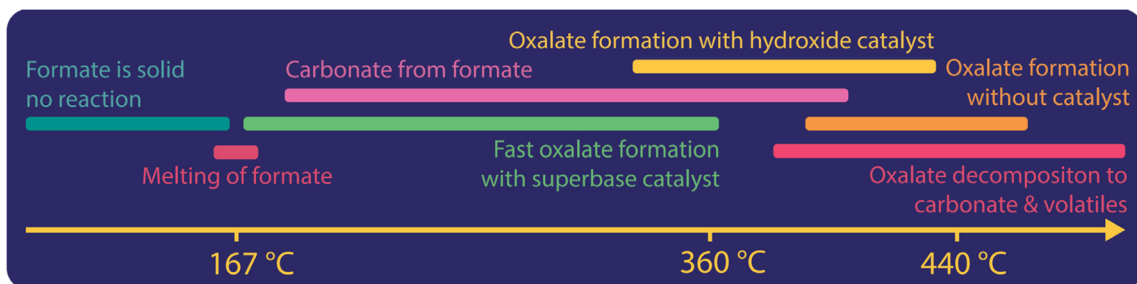 Oxalate formation with hydroxide catalyst
Formate is solid
no reaction
Carbonate from formate
Oxalate formation
without catalyst
Melting of formate
Fast oxalate formation
with superbase catalyst
Oxalate decompositon to
carbonate & volatiles
167 °C
360 °C
440 °C